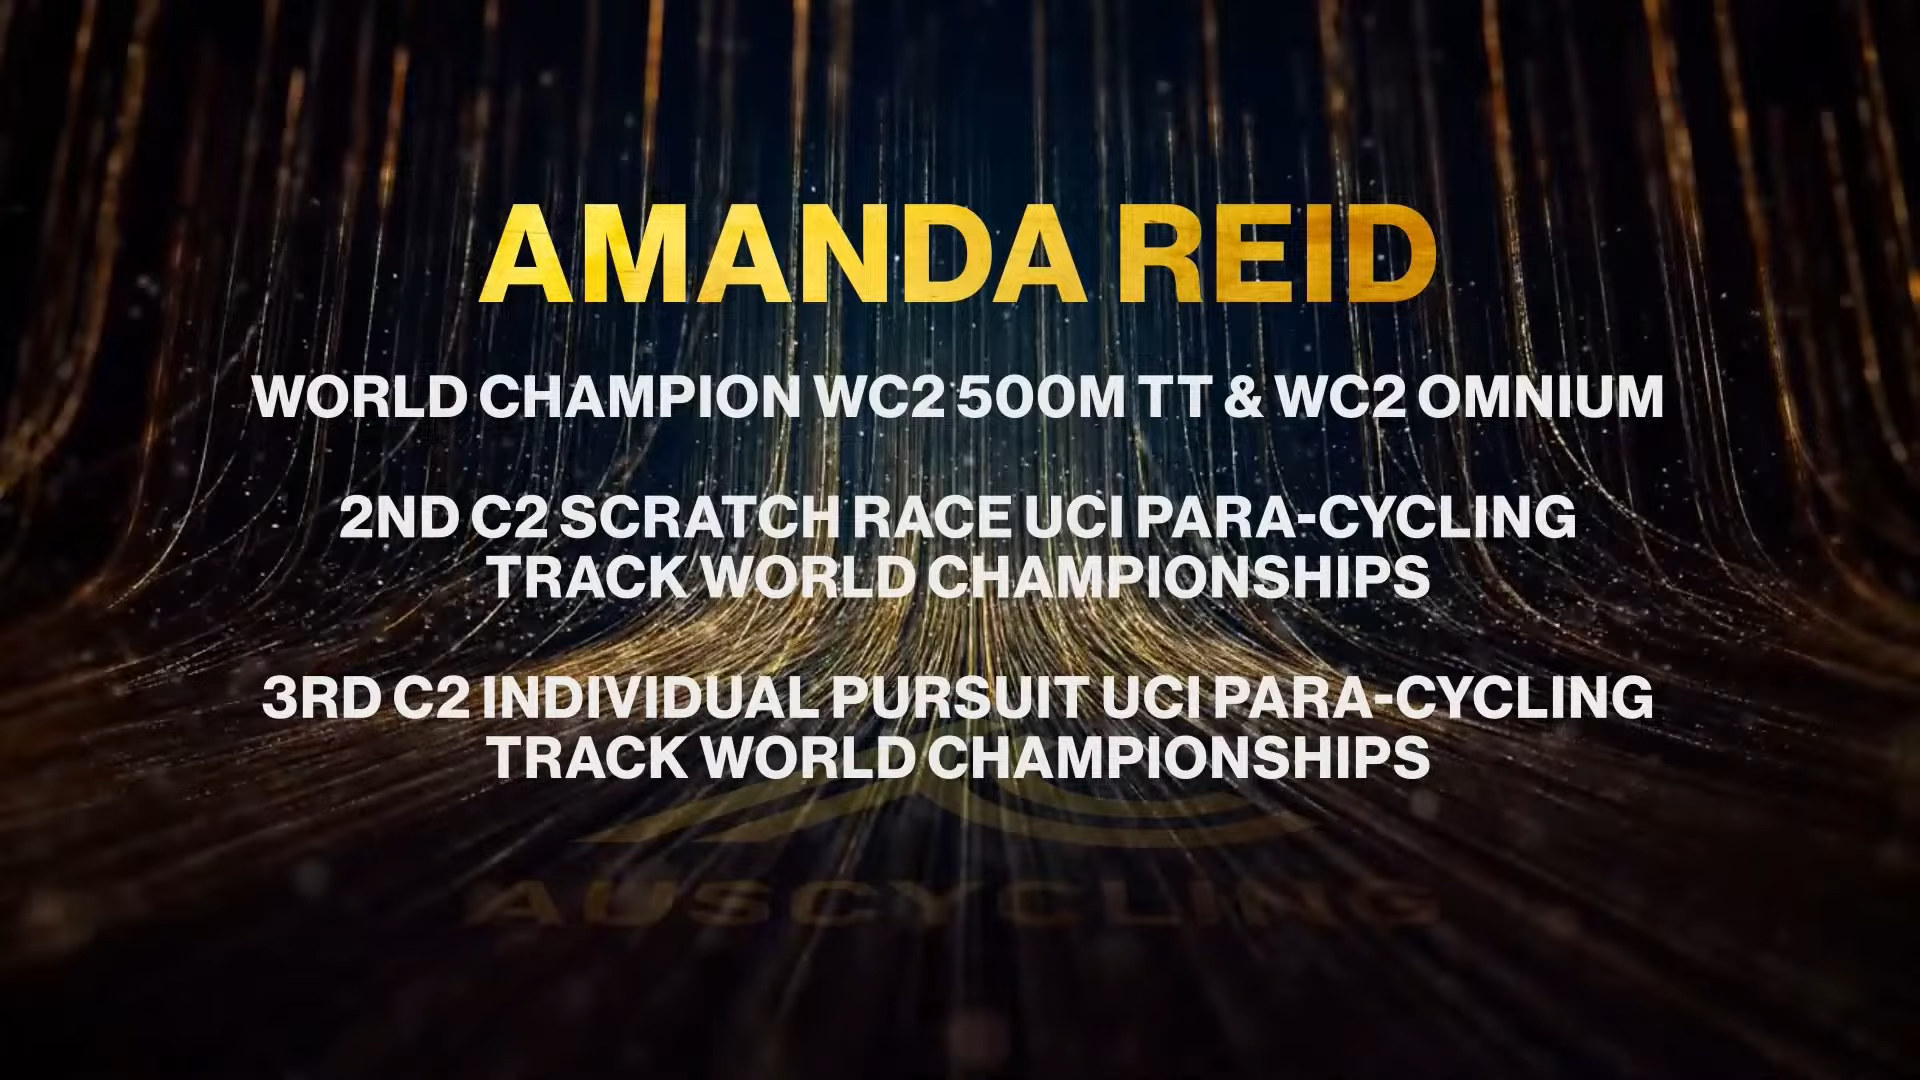 AMANDA REID
WORLD CHAMPION WC2 500M TT & WC2 OMNIUM
2ND C2 SCRATCH RACE UCI PARA-CYCLING
TRACK WORLD CHAMPIONSHIPS
3RD C2 INDIVIDUAL PURSUIT UCI PARA-CYCLING
TRACK WORLD CHAMPIONSHIPS
AUSCYCLING